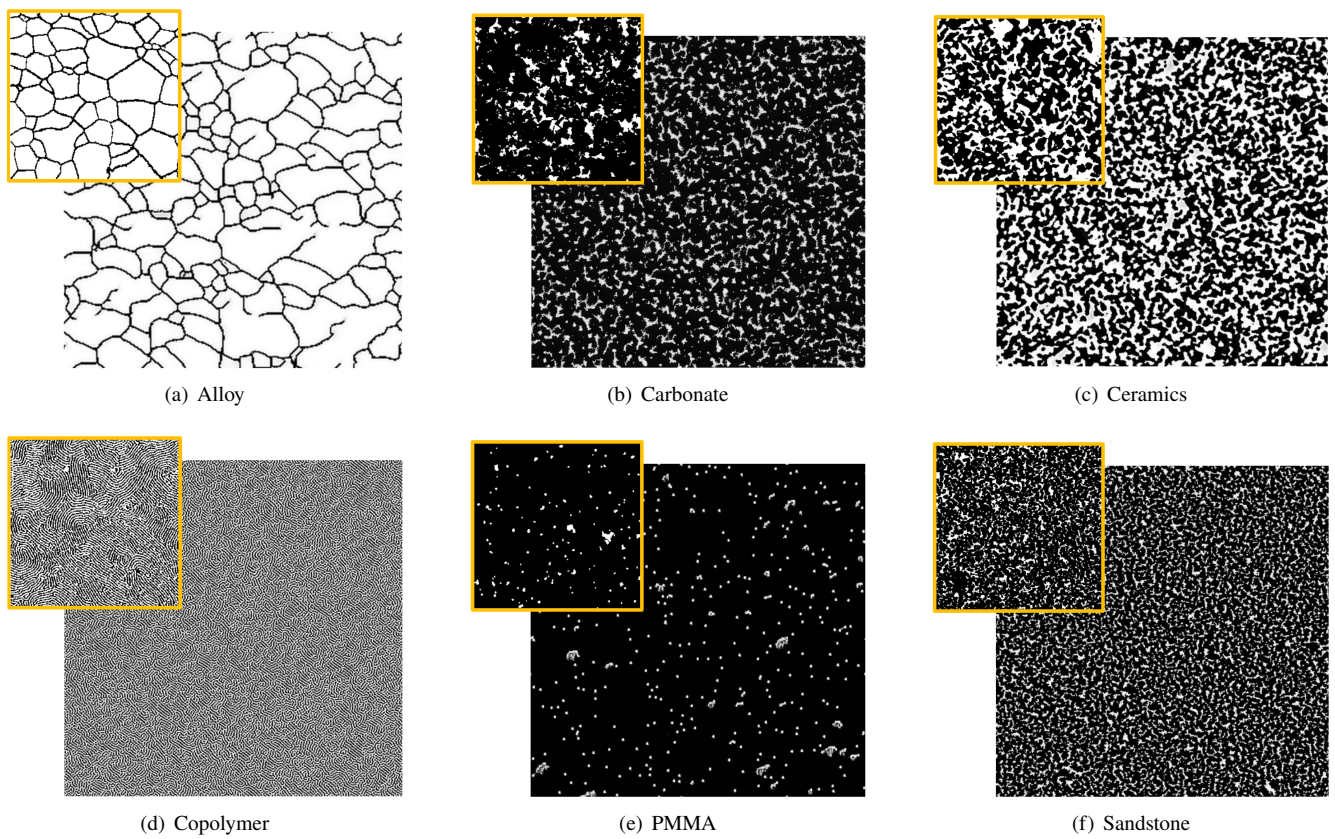 (a) Alloy
(b) Carbonate
(c) Ceramics
(d) Copolymer
(e) PMMA
(f) Sandstone